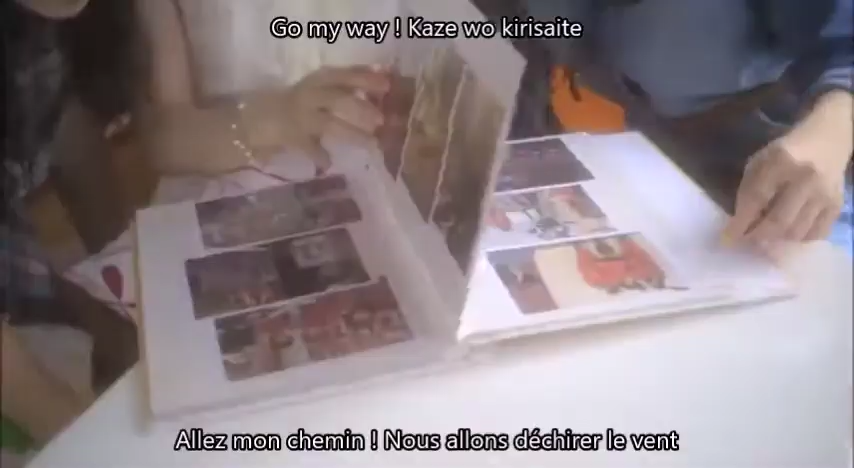 Go my way ! Kaze wo kirisaite
Allez mon chemin ! Nous allons déchirer le vent